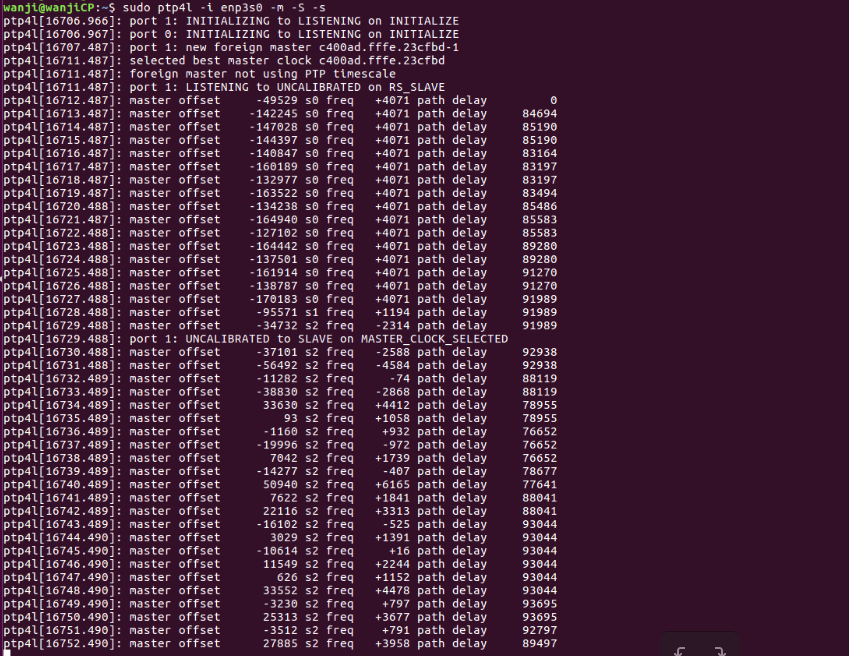 wanji@wanjiCP:~$ sudo ptp4l -i enp3s0 -m -S -s
ptp4l[16706.966]: port 1: INITIALIZING to LISTENING on INITIALIZE
ptp4l[16706.967]: port 0: INITIALIZING to LISTENING on INITIALIZE
ptp4l[16707.487]: port 1: new foreign master c400ad.fffe.23cfbd-1
ptp4l[16711.487]: selected best master clock c400ad.fffe.23cfbd
ptp4l[16711.487]: foreign master not using PTP timescale
ptp4l[16711.487]: port 1: LISTENING to UNCALIBRATED on RS_SLAVE
ptp4l[16712.487]: master offset     -49529 s0 freq   +4071 path delay         0
ptp4l[16713.487]: master offset    -142245 s0 freq   +4071 path delay     84694
ptp4l[16714.487]: master offset    -147028 s0 freq   +4071 path delay     85190
ptp4l[16715.487]: master offset    -144397 s0 freq   +4071 path delay     85190
ptp4l[16716.487]: master offset    -140847 s0 freq   +4071 path delay     83164
ptp4l[16717.487]: master offset    -160189 s0 freq   +4071 path delay     83197
ptp4l[16718.487]: master offset    -132977 s0 freq   +4071 path delay     83197
ptp4l[16719.487]: master offset    -163522 s0 freq   +4071 path delay     83494
ptp4l[16720.488]: master offset    -134238 s0 freq   +4071 path delay     85486
ptp4l[16721.487]: master offset    -164940 s0 freq   +4071 path delay     85583
ptp4l[16722.488]: master offset    -127102 s0 freq   +4071 path delay     85583
ptp4l[16723.488]: master offset    -164442 s0 freq   +4071 path delay     89280
ptp4l[16724.488]: master offset    -137501 s0 freq   +4071 path delay     89280
ptp4l[16725.488]: master offset    -161914 s0 freq   +4071 path delay     91270
ptp4l[16726.488]: master offset    -138787 s0 freq   +4071 path delay     91270
ptp4l[16727.488]: master offset    -170183 s0 freq   +4071 path delay     91989
ptp4l[16728.488]: master offset     -95571 s1 freq   +1194 path delay     91989
ptp4l[16729.488]: master offset     -34732 s2 freq   -2314 path delay     91989
ptp4l[16729.488]: port 1: UNCALIBRATED to SLAVE on MASTER_CLOCK_SELECTED
ptp4l[16730.488]: master offset     -37101 s2 freq   -2588 path delay     92938
ptp4l[16731.488]: master offset     -56492 s2 freq   -4584 path delay     92938
ptp4l[16732.489]: master offset     -11282 s2 freq     -74 path delay     88119
ptp4l[16733.489]: master offset     -38830 s2 freq   -2868 path delay     88119
ptp4l[16734.489]: master offset      33630 s2 freq   +4412 path delay     78955
ptp4l[16735.489]: master offset         93 s2 freq   +1058 path delay     78955
ptp4l[16736.489]: master offset      -1160 s2 freq    +932 path delay     76652
ptp4l[16737.489]: master offset     -19996 s2 freq    -972 path delay     76652
ptp4l[16738.489]: master offset       7042 s2 freq   +1739 path delay     76652
ptp4l[16739.489]: master offset     -14277 s2 freq    -407 path delay     78677
ptp4l[16740.489]: master offset      50940 s2 freq   +6165 path delay     77641
ptp4l[16741.489]: master offset       7622 s2 freq   +1841 path delay     88041
ptp4l[16742.489]: master offset      22116 s2 freq   +3313 path delay     88041
ptp4l[16743.489]: master offset     -16102 s2 freq    -525 path delay     93044
ptp4l[16744.490]: master offset       3029 s2 freq   +1391 path delay     93044
ptp4l[16745.490]: master offset     -10614 s2 freq     +16 path delay     93044
ptp4l[16746.490]: master offset      11549 s2 freq   +2244 path delay     93044
ptp4l[16747.490]: master offset        626 s2 freq   +1152 path delay     93044
ptp4l[16748.490]: master offset      33552 s2 freq   +4478 path delay     93044
ptp4l[16749.490]: master offset      -3230 s2 freq    +797 path delay     93695
ptp4l[16750.490]: master offset      25313 s2 freq   +3677 path delay     93695
ptp4l[16751.490]: master offset      -3512 s2 freq    +791 path delay     92797
ptp4l[16752.490]: master offset      27885 s2 freq   +3958 path delay     89497